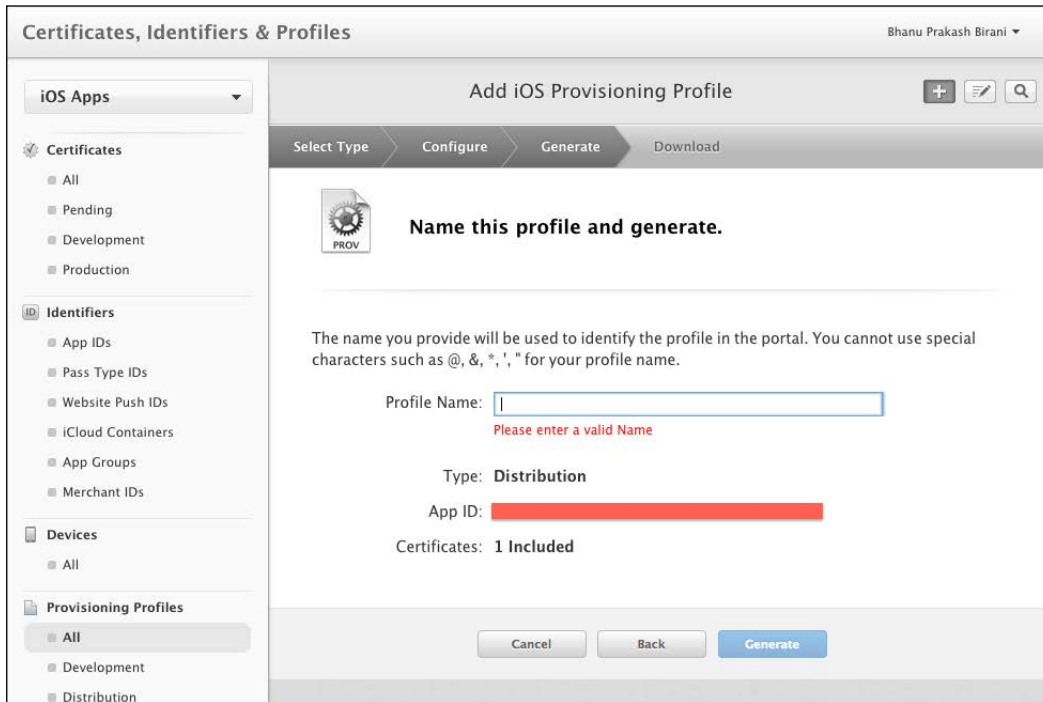 Certificates, Identifiers & Profiles
Bhanu Prakash Birani
iOS Apps
Certificates
All
Pending
Development
Production
ID Identifiers
App IDs
Pass Type IDs
Website Push IDs
iCloud Containers
App Groups
Merchant IDs
Devices
All
Provisioning Profiles
All
Development
Distribution
Add iOS Provisioning Profile
Select Type
Configure
Generate
Download
PROV
Name this profile and generate.
The name you provide will be used to identify the profile in the portal. You cannot use special
characters such as @, &, *, ', " for your profile name.
Profile Name:
Please enter a valid Name
Type: Distribution
App ID:
Certificates: 1 Included
Cancel
Back
Generate